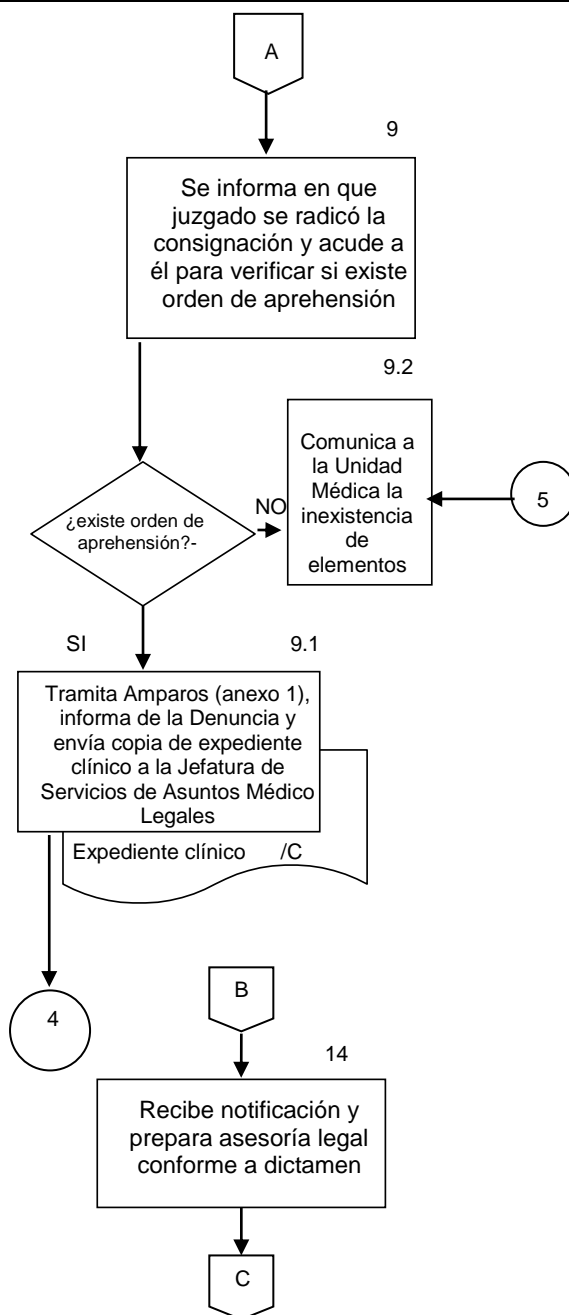 A
9
Se informa en que
juzgado se radicó la
consignación y acude a
él para verificar si existe
orden de aprehensión
9.2
Comunica a
la Unidad
Médica la
inexistencia
de
elementos
5
¿existe orden de
aprehensión?-
NO
SI
9.1
Tramita Amparos (anexo 1),
informa de la Denuncia y
envía copia de expediente
clínico a la Jefatura de
Servicios de Asuntos Médico
Legales
Expediente clínico /C
4
B
14
Recibe notificación y
prepara asesoría legal
conforme a dictamen
C